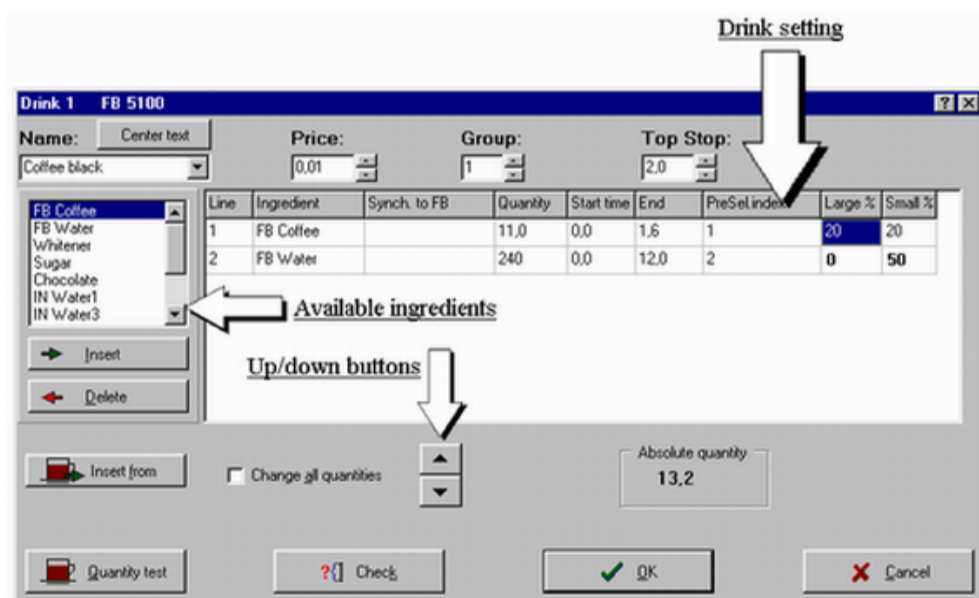 Drink setting
Drink 1 FB 5100
Name: Center text Price: Group: Top Stop:
Coffee black 0,01 1 2,0
Line Ingredient Synch. to FB Quantity Start time End PreSel.index Large % Small %
1 FB Coffee 11,0 0,0 1,6 1 20 20
2 FB Water 240 0,0 12,0 2 0 50
FB Coffee
FB Water
Whitener
Sugar
Chocolate
IN Water1
IN Water3
Available ingredients
Insert
Up/down buttons
Delete
Insert from
Change all quantities
Absolute quantity
13,2
Quantity test
?{] Check
OK
Cancel